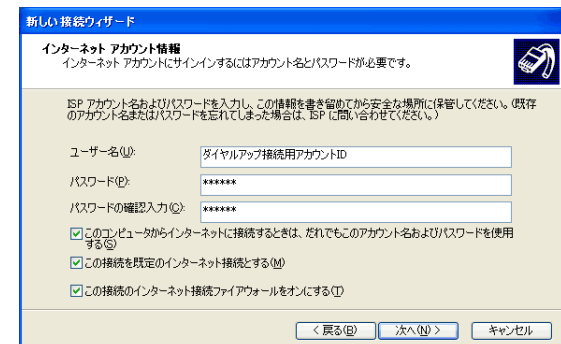 新しい接続ウィザード
インターネット アカウント情報
インターネット アカウントにサインインするにはアカウント名とパスワードが必要です。
ISP アカウント名およびパスワードを入力し、この情報を書き留めてから安全な場所に保管してください。(既存
のアカウント名またはパスワードを忘れてしまった場合は、ISP に問い合わせてください。)
ユーザー名(U): ダイヤルアップ接続用アカウントID
パスワード(P): ******
パスワードの確認入力(C): ******
このコンピュータからインターネットに接続するときは、だれでもこのアカウント名およびパスワードを使用
する(S)
この接続を既定のインターネット接続とする(M)
この接続のインターネット接続ファイアウォールをオンにする(T)
< 戻る(B) 次へ(N) > キャンセル